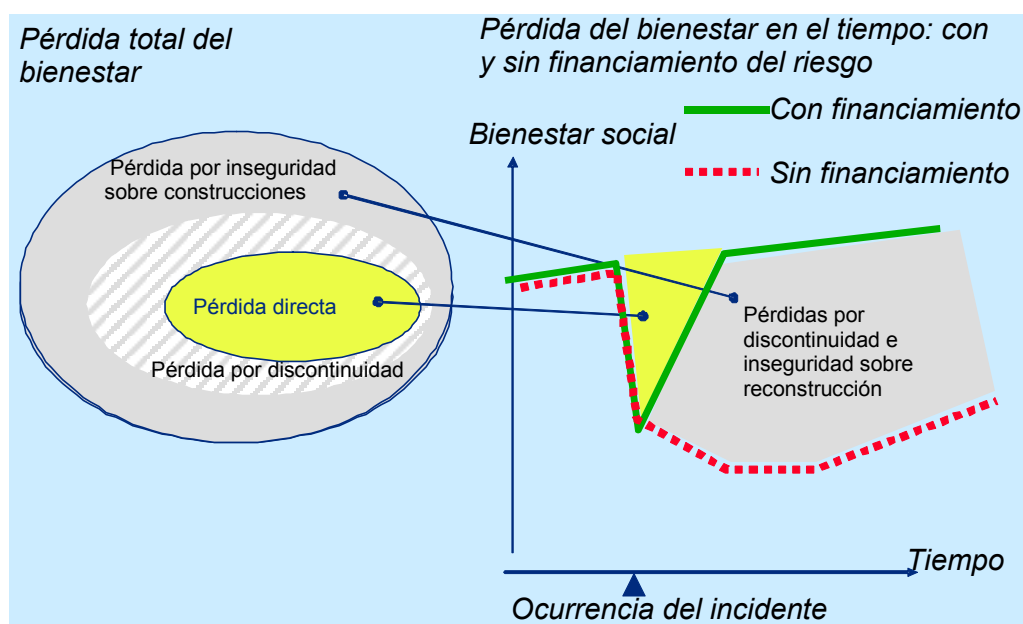 Pérdida total del
bienestar
Pérdida del bienestar en el tiempo: con
y sin financiamiento del riesgo
Con financiamiento
Bienestar social
Sin financiamiento
Pérdida por inseguridad
sobre construcciones
Pérdida directa
Pérdida por discontinuidad
Pérdidas por
discontinuidad e
inseguridad sobre
reconstrucción
Tiempo
Ocurrencia del incidente